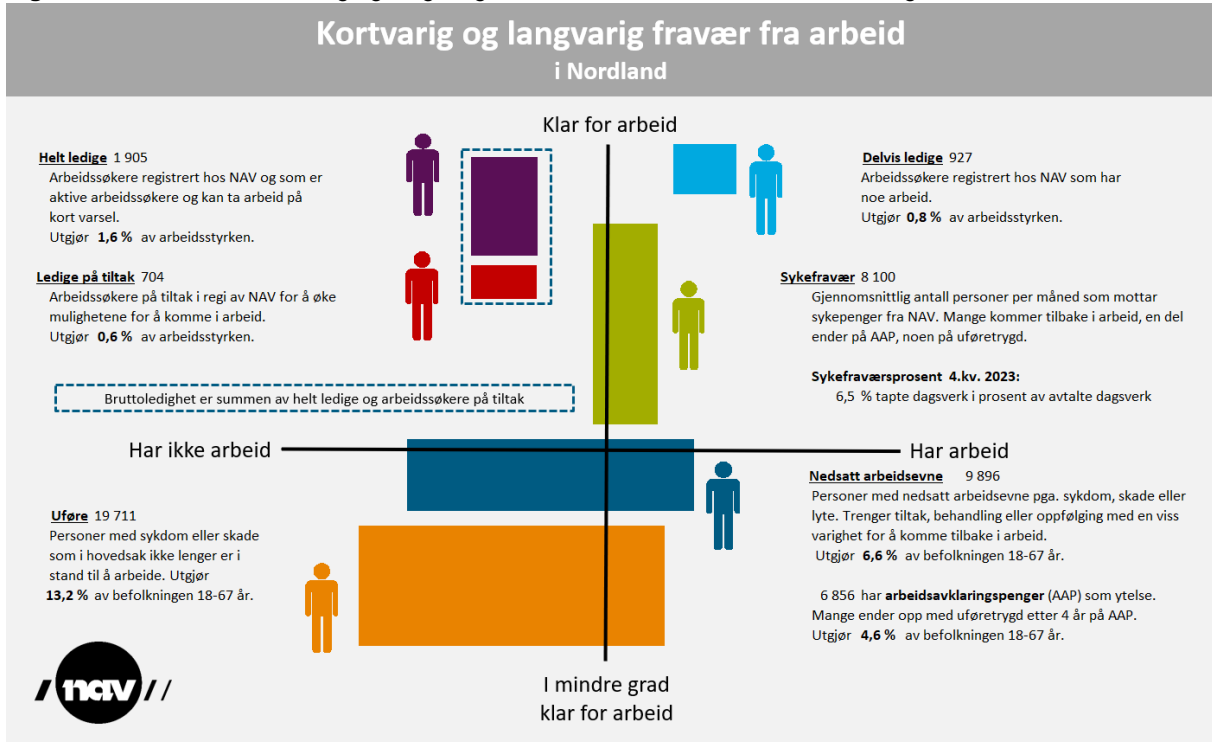 Kortvarig og langvarig fravær fra arbeid
i Nordland
Klar for arbeid
Helt ledige 1 905
Arbeidssøkere registrert hos NAV og som er
aktive arbeidssøkere og kan ta arbeid på
kort varsel.
Utgjør 1,6 % av arbeidsstyrken.
Ledige på tiltak 704
Arbeidssøkere på tiltak i regi av NAV for å øke
mulighetene for å komme i arbeid.
Utgjør 0,6 % av arbeidsstyrken.
Bruttoledighet er summen av helt ledige og arbeidssøkere på tiltak
Delvis ledige 927
Arbeidssøkere registrert hos NAV som har
noe arbeid.
Utgjør 0,8 % av arbeidsstyrken.
Sykefravær 8 100
Gjennomsnittlig antall personer per måned som mottar
sykepenger fra NAV. Mange kommer tilbake i arbeid, en del
ender på AAP, noen på uføretrygd.
Sykefraværsprosent 4.kv. 2023:
6,5 % tapte dagsverk i prosent av avtalte dagsverk
Har ikke arbeid
Har arbeid
Uføre 19 711
Personer med sykdom eller skade
som i hovedsak ikke lenger er i
stand til å arbeide. Utgjør
13,2 % av befolkningen 18-67 år.
Nedsatt arbeidsevne 9 896
Personer med nedsatt arbeidsevne pga. sykdom, skade eller
lyte. Trenger tiltak, behandling eller oppfølging med en viss
varighet for å komme tilbake i arbeid.
Utgjør 6,6 % av befolkningen 18-67 år.
6 856 har arbeidsavklaringspenger (AAP) som ytelse.
Mange ender opp med uføretrygd etter 4 år på AAP.
Utgjør 4,6 % av befolkningen 18-67 år.
I mindre grad
klar for arbeid
nav